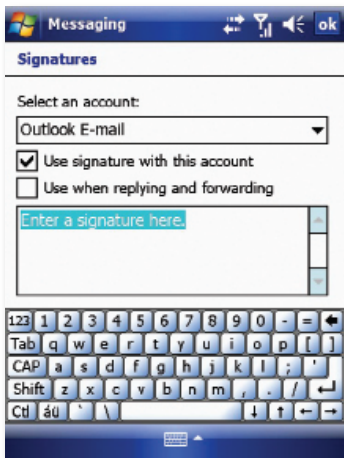 Messaging ok
Signatures
Select an account:
Outlook E-mail
Use signature with this account
Use when replying and forwarding
Enter a signature here.
123 1 2 3 4 5 6 7 8 9 0 - = 
Tab q w e r t y u i o p [ ]
CAP a s d f g h j k l ; '
Shift z x c v b n m , . /
Ctl áü ` \